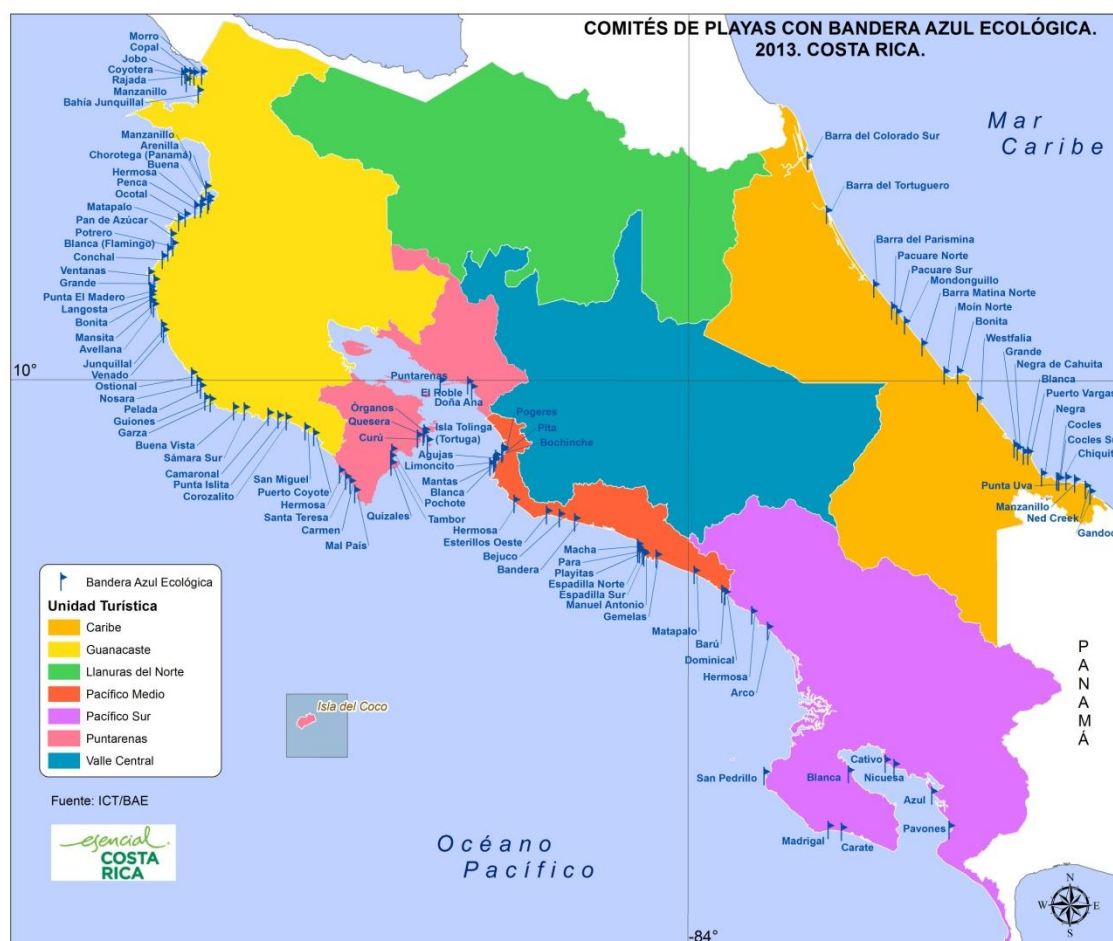 COMITÉS DE PLAYAS CON BANDERA AZUL ECOLÓGICA.
2013. COSTA RICA.
Morro
Copal
Jobo
Coyotera
Rajada
Manzanillo
Bahía Junquillal
Manzanillo
Arenilla
Chorotega (Panamá)
Buena
Hermosa
Penca
Ocotal
Matapalo
Pan de Azúcar
Potrero
Blanca (Flamingo)
Conchal
Ventanas
Grande
Punta El Madero
Langosta
Bonita
Mansita
Avellana
Junquillal
Venado
10°
Ostional
Nosara
Pelada
Guiones
Garza
Buena Vista
Sámara Sur
Camaronal
Punta Islita
Corozalito
San Miguel
Puerto Coyote
Hermosa
Santa Teresa
Carmen
Mal País
Quizales
Tambor
Puntarenas
El Roble
Doña Ana
Órganos
Quesera
Curú
Isla Tolinga
(Tortuga)
Pogeres
Pita
Bochinche
Agujas
Limoncito
Mantas
Blanca
Pochote
Hermosa
Esterillos Oeste
Bejuco
Bandera
Macha
Para
Playitas
Espadilla Norte
Espadilla Sur
Manuel Antonio
Gemelas
Matapalo
Barú
Dominical
Hermosa
Arco
San Pedrillo
Blanca
Cativo
Nicuesa
Azul
Pavones
Madrigal
Carate
Mar
Caribe
Barra del Colorado Sur
Barra del Tortuguero
Barra del Parismina
Pacuare Norte
Pacuare Sur
Mondonguillo
Barra Matina Norte
Moín Norte
Bonita
Westfalia
Grande
Negra de Cahuita
Blanca
Puerto Vargas
Negra
Cocles
Cocles Su
Chiquit
Punta Uva
Manzanillo
Ned Creek
Gandoc
PANAMÁ
Bandera Azul Ecológica
Unidad Turística
Caribe
Guanacaste
Llanuras del Norte
Pacífico Medio
Pacífico Sur
Puntarenas
Valle Central
Isla del Coco
Fuente: ICT/BAE
esencial
COSTA
RICA
Océano
Pacífico
-84°
N
W
E
S